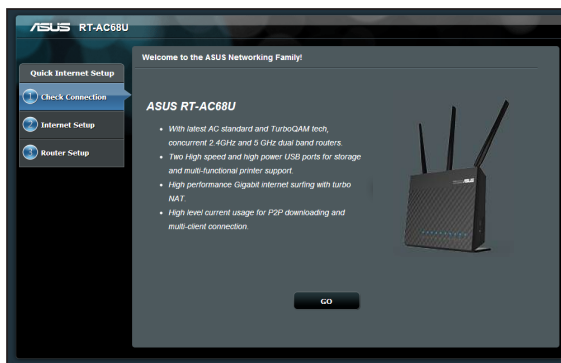 ASUS RT-AC68U
Welcome to the ASUS Networking Family!
Quick Internet Setup
1 Check Connection
2 Internet Setup
3 Router Setup
ASUS RT-AC68U
• With latest AC standard and TurboQAM tech,
concurrent 2.4GHz and 5 GHz dual band routers.
• Two High speed and high power USB ports for storage
and multi-functional printer support.
• High performance Gigabit internet surfing with turbo
NAT.
• High level current usage for P2P downloading and
multi-client connection.
GO